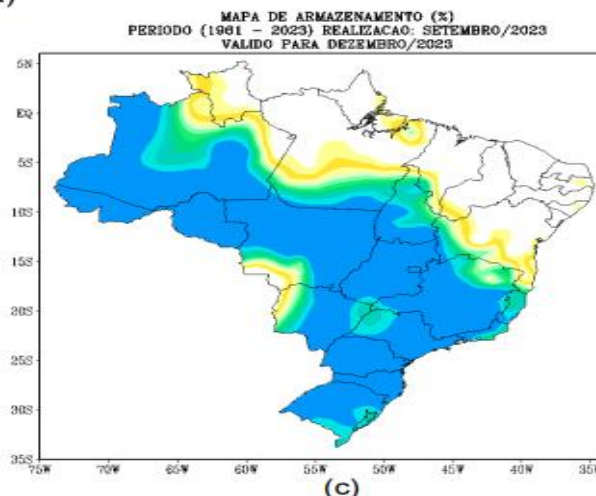 MAPA DE ARMAZENAMENTO (%)
PERIODO (1961 - 2023) REALIZACAO: SETEMBRO/2023
VALIDO PARA DEZEMBRO/2023
5N
EQ
5S
10S
15S
20S
25S
30S
35S
75W 70W 65W 60W 55W 50W 45W 40W 35W
(c)